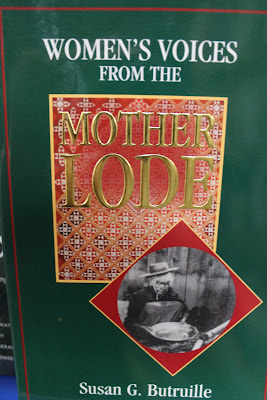 WOMEN'S VOICES
FROM THE
MOTHER
LODE
Susan G. Butruille